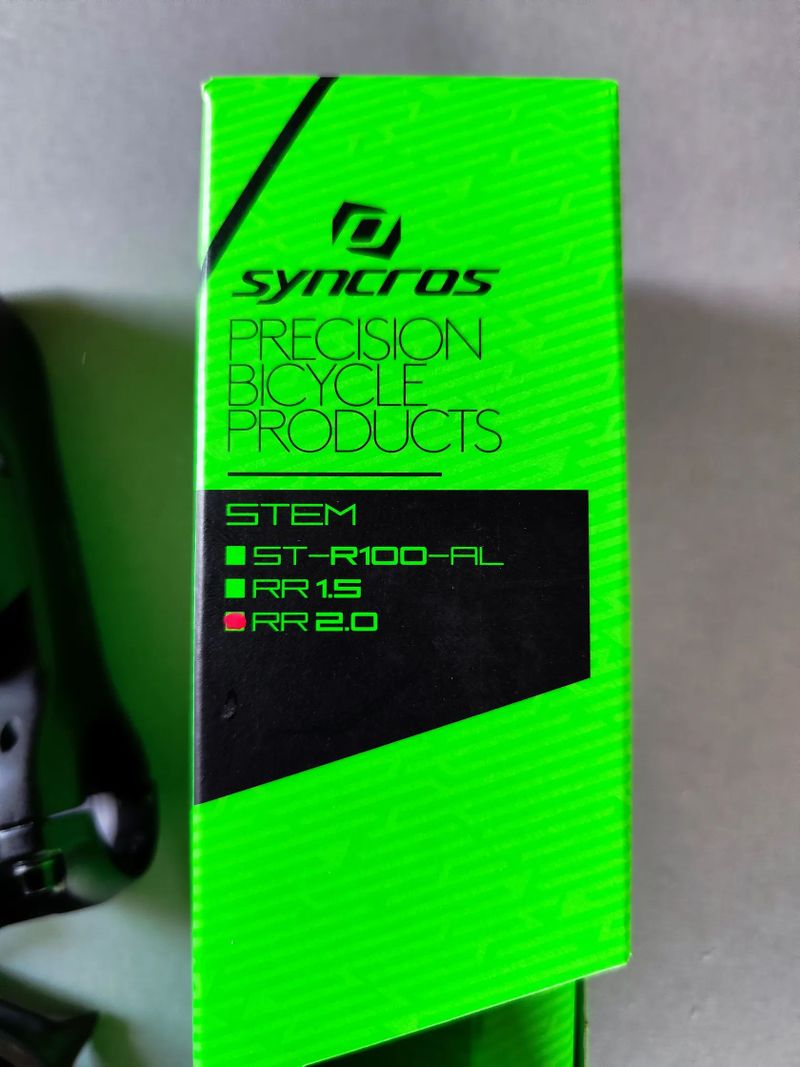 syncros
PRECISION
BICYCLE
PRODUCTS
STEM
ST-R100-AL
RR 1.5
RR 2.0